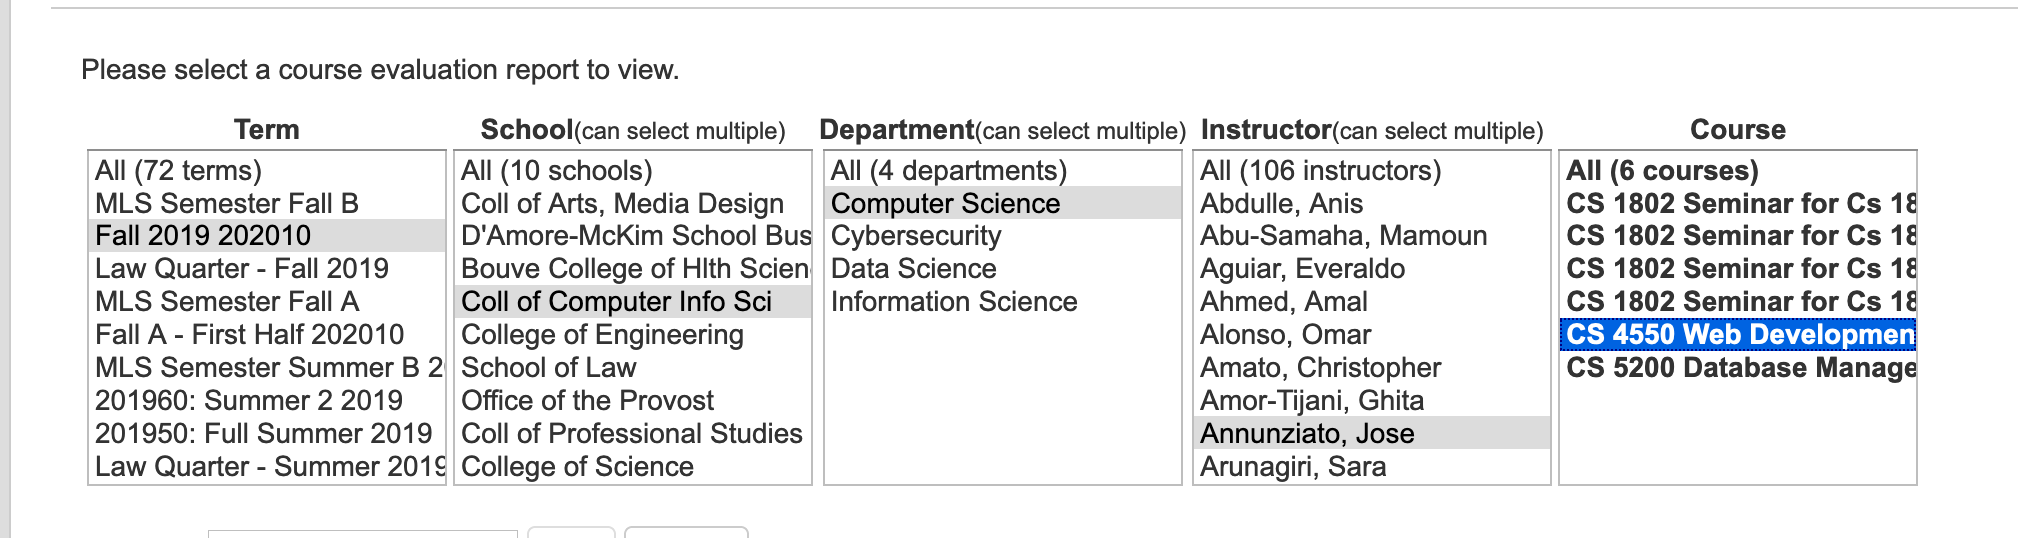 Please select a course evaluation report to view.
Term
All (72 terms)
MLS Semester Fall B
Fall 2019 202010
Law Quarter - Fall 2019
MLS Semester Fall A
Fall A - First Half 202010
MLS Semester Summer B 2
201960: Summer 2 2019
201950: Full Summer 2019
Law Quarter - Summer 2019
School(can select multiple)
All (10 schools)
Coll of Arts, Media Design
D'Amore-McKim School Bus
Bouve College of Hlth Scien
Coll of Computer Info Sci
College of Engineering
School of Law
Office of the Provost
Coll of Professional Studies
College of Science
Department(can select multiple)
All (4 departments)
Computer Science
Cybersecurity
Data Science
Information Science
Instructor(can select multiple)
All (106 instructors)
Abdulle, Anis
Abu-Samaha, Mamoun
Aguiar, Everaldo
Ahmed, Amal
Alonso, Omar
Amato, Christopher
Amor-Tijani, Ghita
Annunziato, Jose
Arunagiri, Sara
Course
All (6 courses)
CS 1802 Seminar for Cs 18
CS 1802 Seminar for Cs 18
CS 1802 Seminar for Cs 18
CS 1802 Seminar for Cs 18
CS 4550 Web Developmen
CS 5200 Database Manage